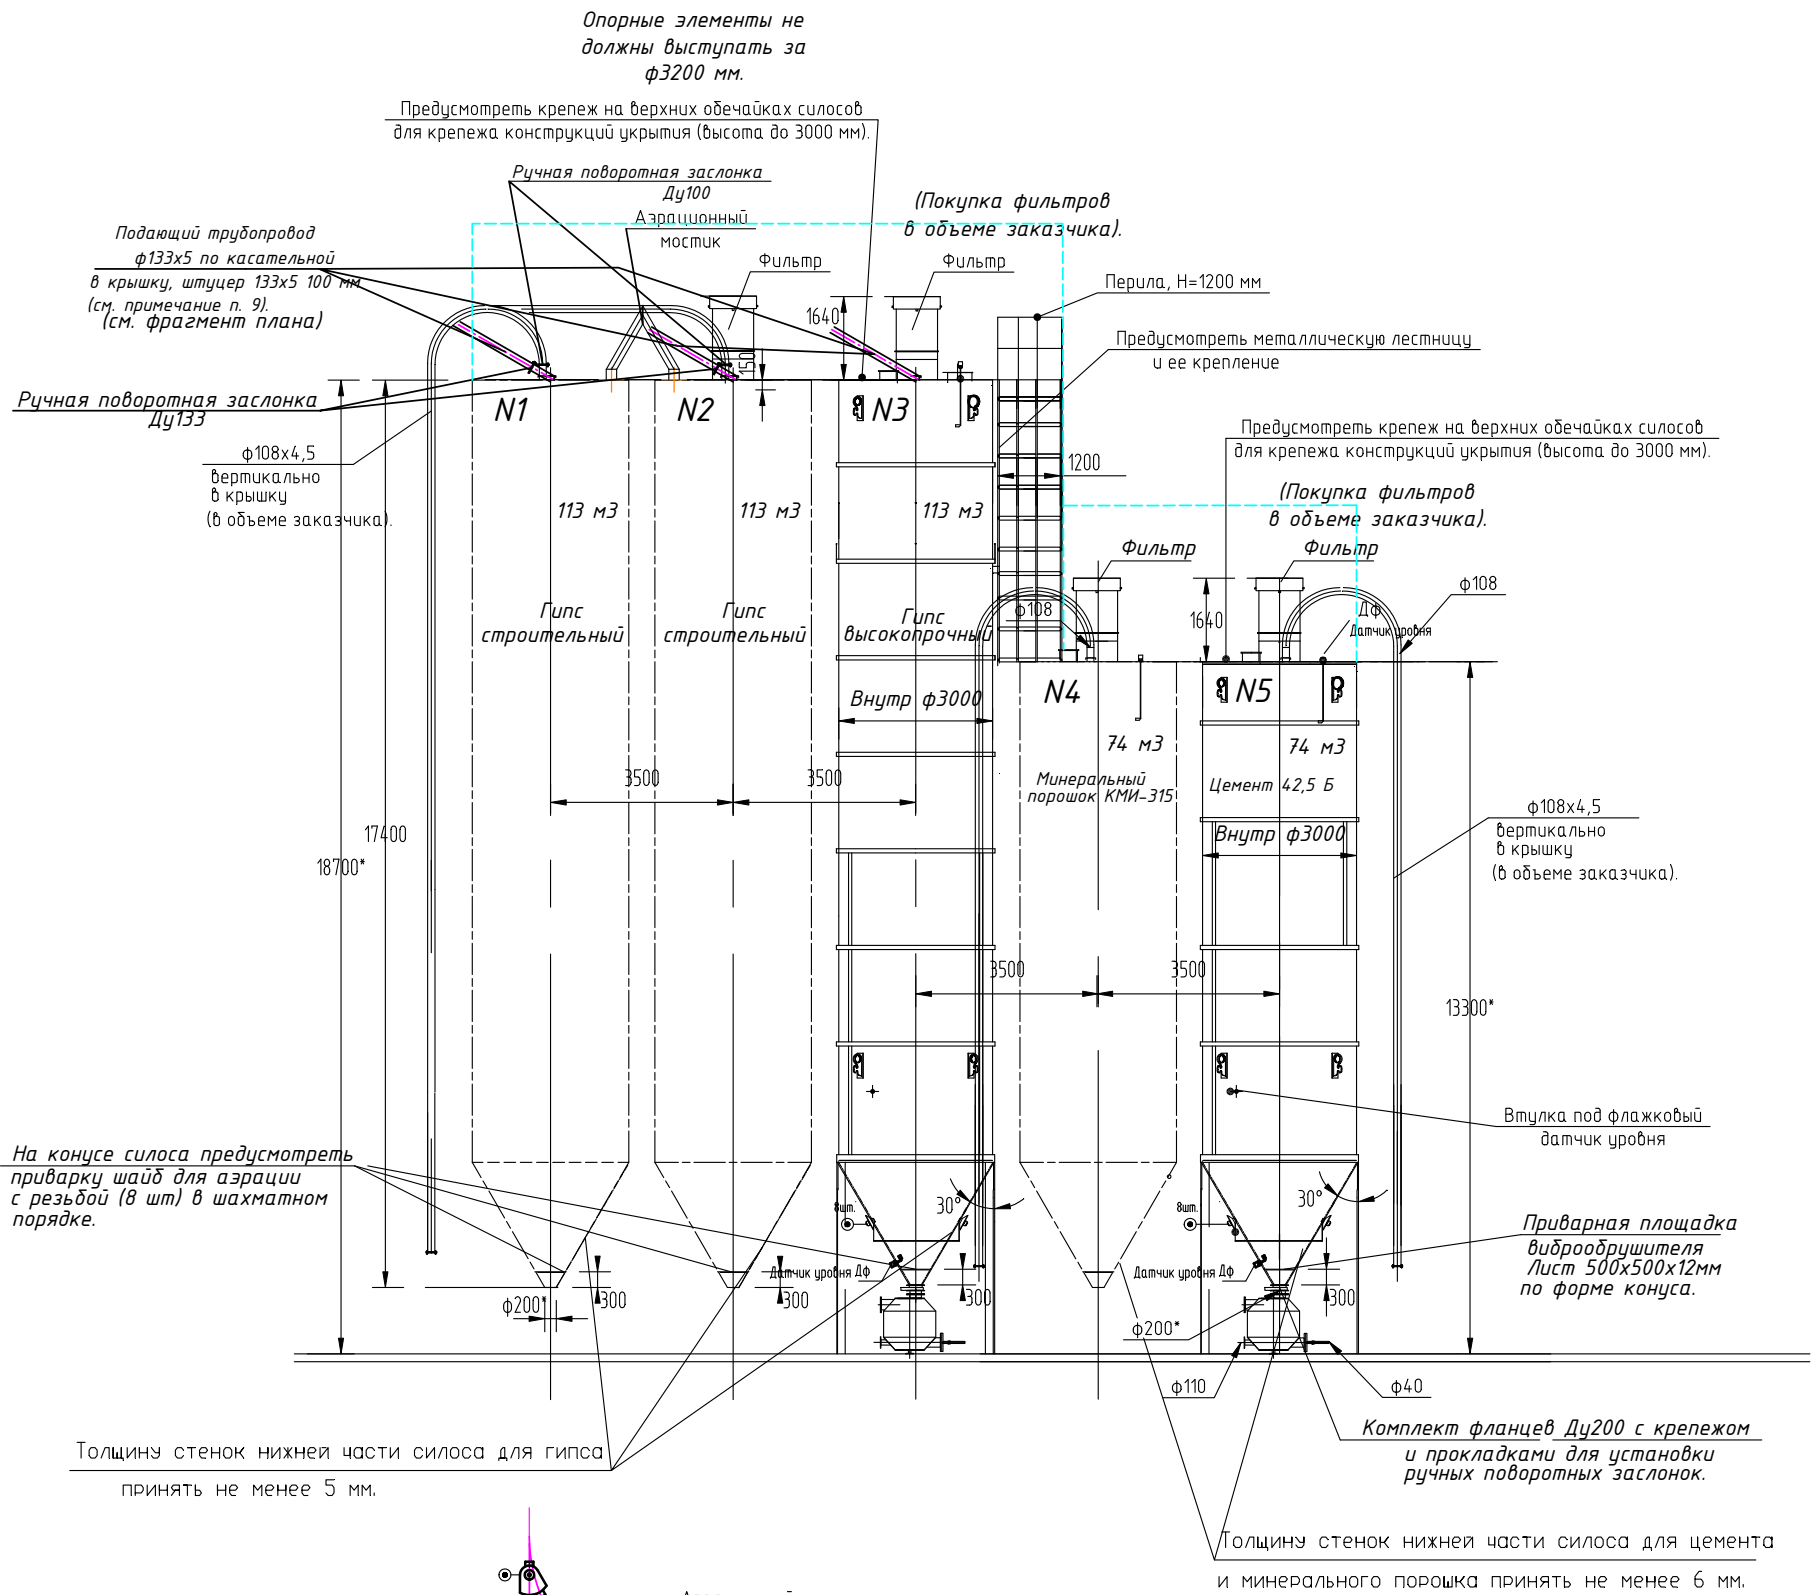 Опорные элементы не
должны выступать за
ф3200 мм.
Предусмотреть крепеж на верхних обечайках силосов
для крепежа конструкций укрытия (высота до 3000 мм).
Ручная поворотная заслонка
Ду100
Аэрационный
мостик
(Покупка фильтров
в объеме заказчика).
Подающий трубопровод
ф133х5 по касательной
в крышку, штуцер 133х5 100 мм
(см. примечание п. 9).
(см. фрагмент плана)
Фильтр
Фильтр
Перила, Н=1200 мм
1640
150
Предусмотреть металлическую лестницу
и ее крепление
Ручная поворотная заслонка
Ду133
N1
N2
N3
ф108х4,5
вертикально
в крышку
(в объеме заказчика).
1200
Предусмотреть крепеж на верхних обечайках силосов
для крепежа конструкций укрытия (высота до 3000 мм).
(Покупка фильтров
в объеме заказчика).
113 м3
113 м3
113 м3
Фильтр
Фильтр
Гипс
строительный
Гипс
строительный
Гипс
высокопрочный
ф108
1640
Дф
Датчик уровня
ф108
Внутр ф3000
N4
N5
74 м3
74 м3
3500
3500
Минеральный
порошок КМИ-315
Цемент 42,5 Б
17400
18700*
Внутр ф3000
ф108х4,5
вертикально
в крышку
(в объеме заказчика).
3500
3500
13300*
Втулка под флажковый
датчик уровня
На конусе силоса предусмотреть
приварку шайб для аэрации
с резьбой (8 шт) в шахматном
порядке.
8шт.
30°
8шт.
30°
Приварная площадка
виброобрушителя
Лист 500х500х12мм
по форме конуса.
Датчик уровня Дф
Датчик уровня Дф
ф200*
300
300
300
300
ф200*
ф110
ф40
Комплект фланцев Ду200 с крепежом
и прокладками для установки
ручных поворотных заслонок.
Толщину стенок нижней части силоса для гипса
принять не менее 5 мм.
Толщину стенок нижней части силоса для цемента
и минерального порошка принять не менее 6 мм.